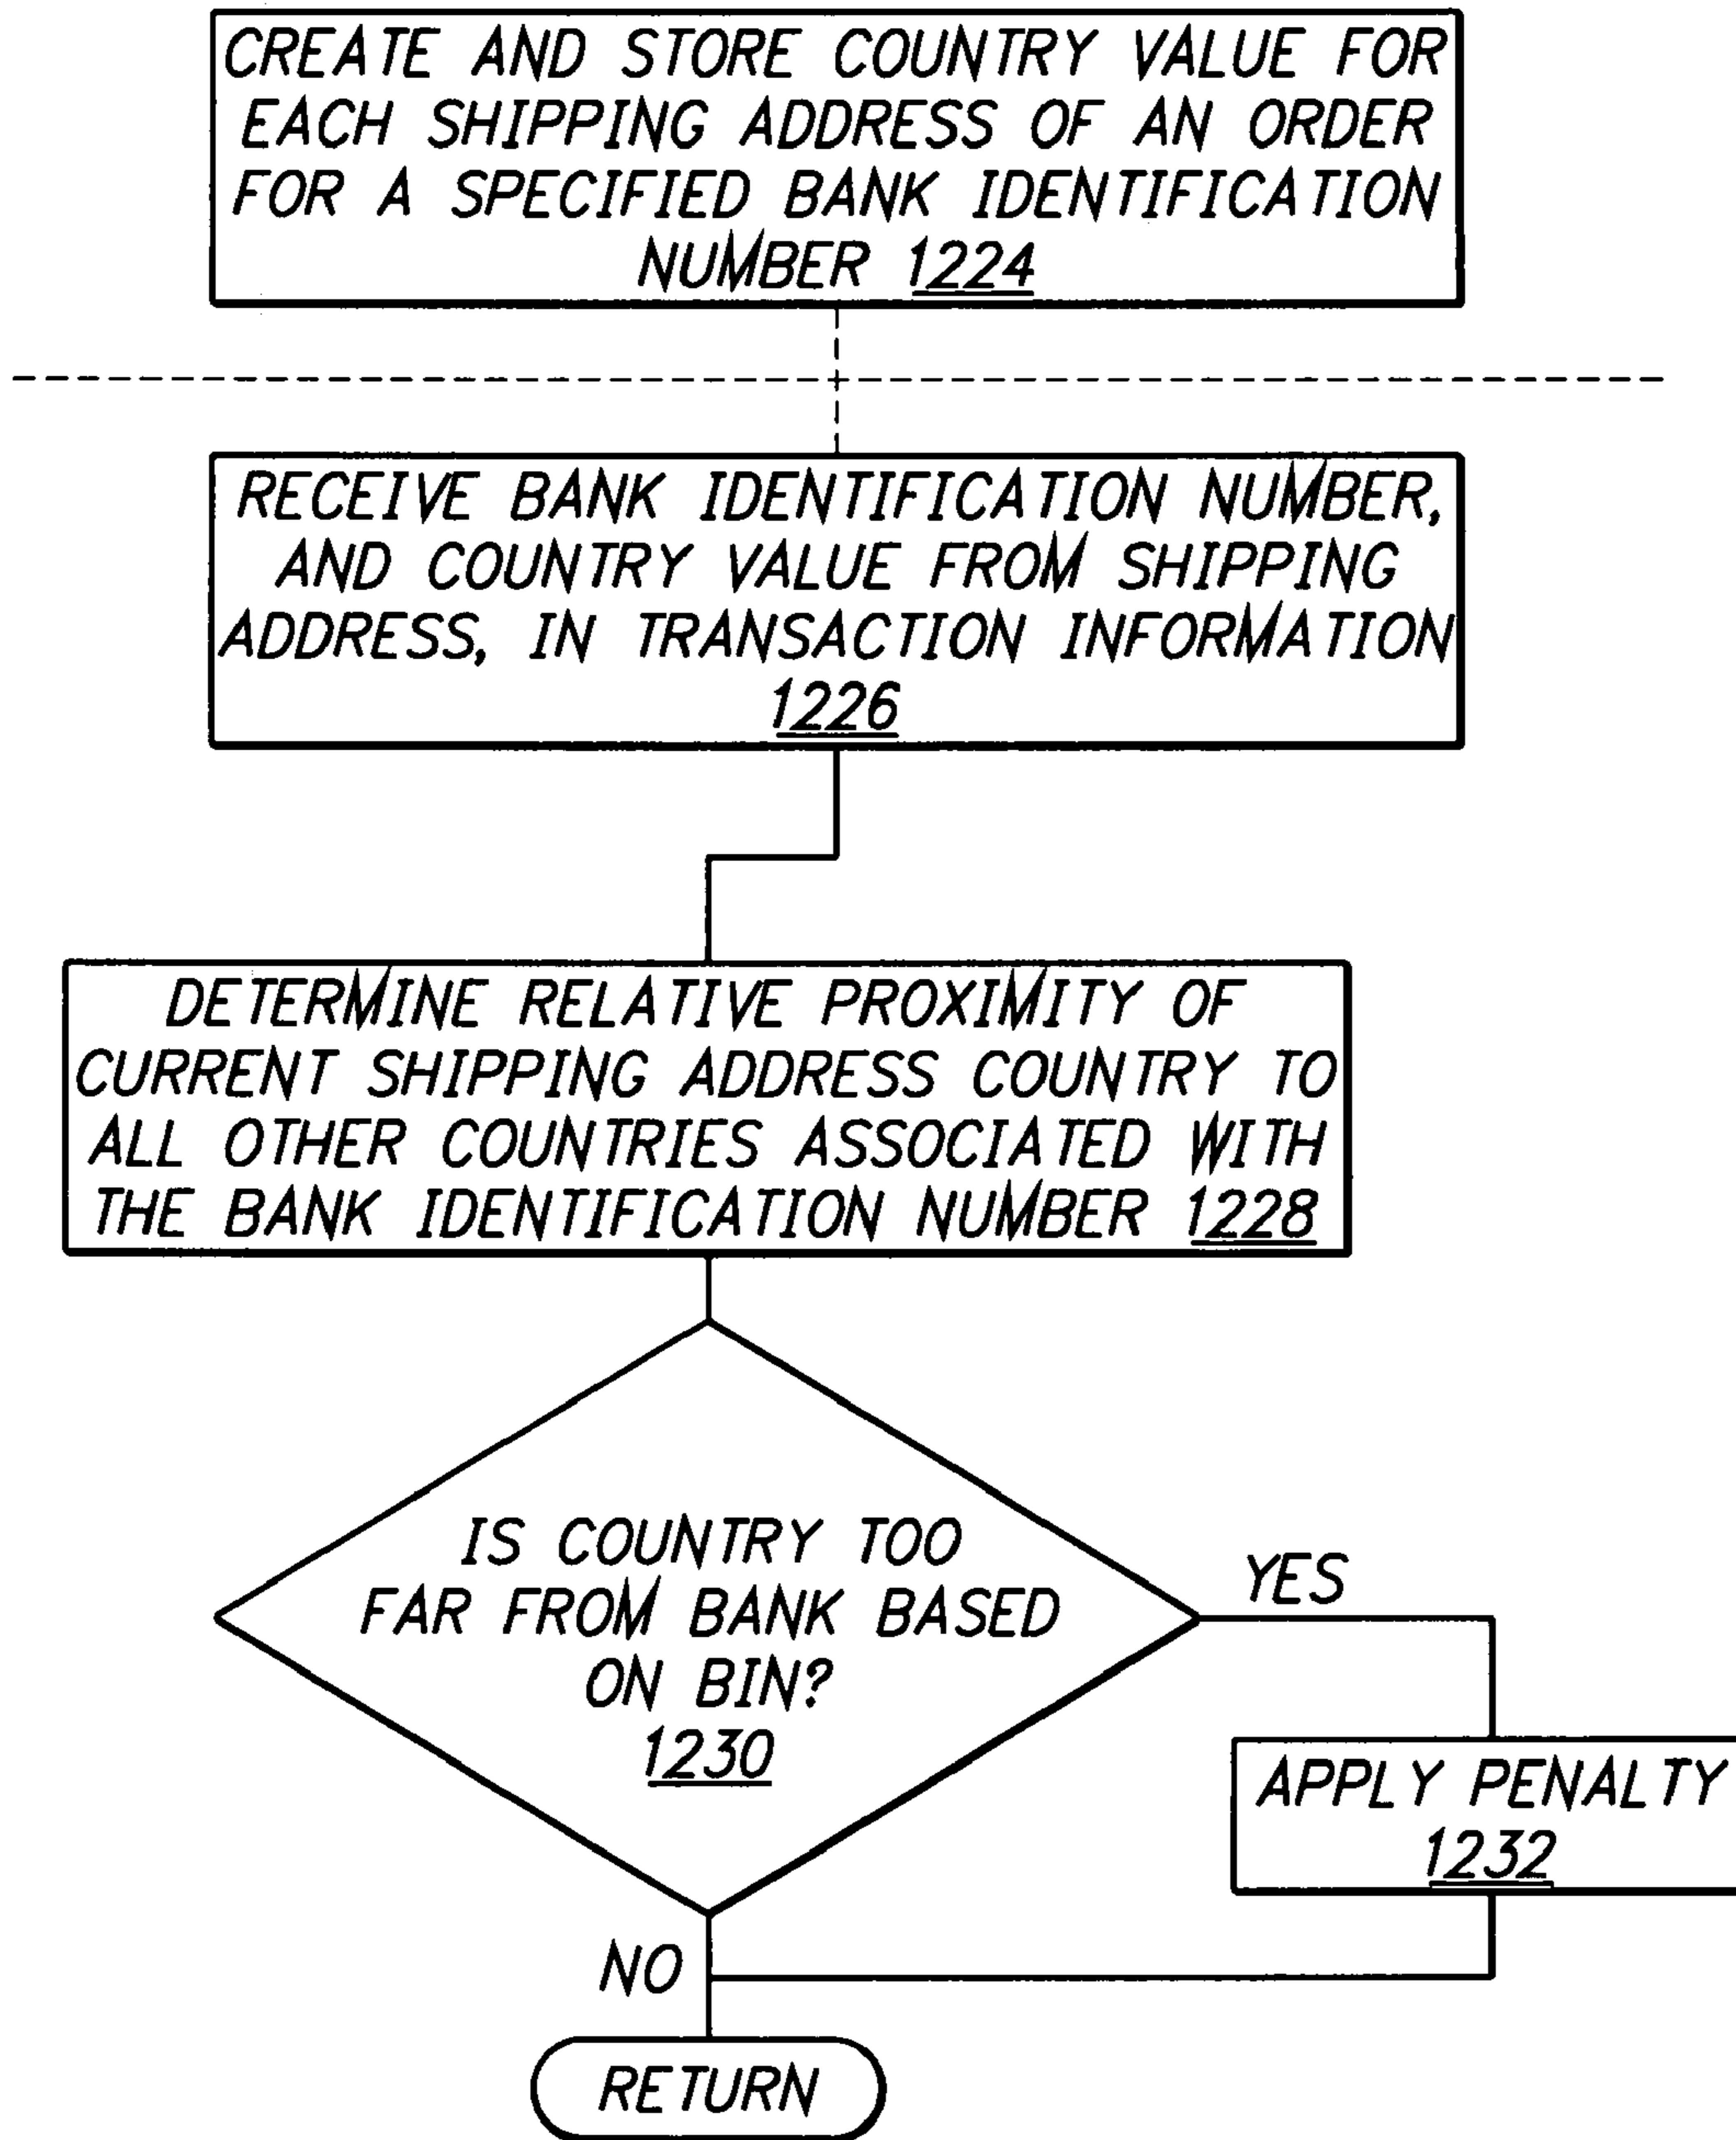 CREATE AND STORE COUNTRY VALUE FOR
EACH SHIPPING ADDRESS OF AN ORDER
FOR A SPECIFIED BANK IDENTIFICATION
NUMBER 1224
RECEIVE BANK IDENTIFICATION NUMBER,
AND COUNTRY VALUE FROM SHIPPING
ADDRESS, IN TRANSACTION INFORMATION
1226
DETERMINE RELATIVE PROXIMITY OF
CURRENT SHIPPING ADDRESS COUNTRY TO
ALL OTHER COUNTRIES ASSOCIATED WITH
THE BANK IDENTIFICATION NUMBER 1228
IS COUNTRY TOO
FAR FROM BANK BASED
ON BIN?
1230
YES
APPLY PENALTY
1232
NO
RETURN